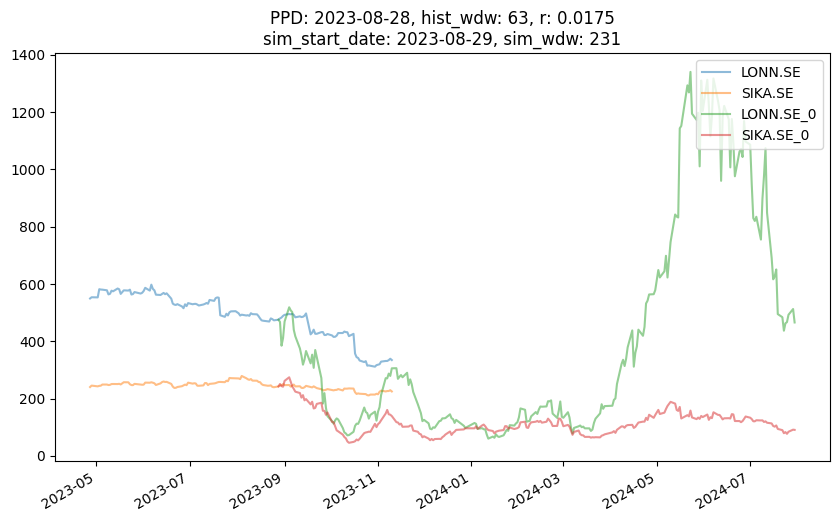 PPD: 2023-08-28, hist_wdw: 63, r: 0.0175
sim_start_date: 2023-08-29, sim_wdw: 231
LONN.SE
SIKA.SE
LONN.SE_0
SIKA.SE_0
1400
1200
1000
800
600
400
200
0
2023-05
2023-07
2023-09
2023-11
2024-01
2024-03
2024-05
2024-07